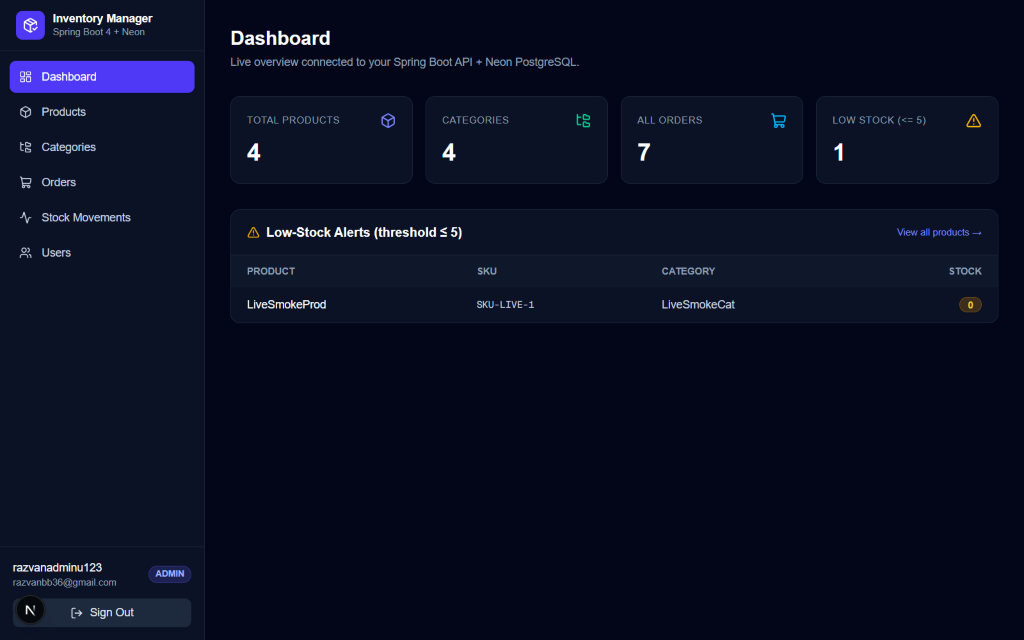 Inventory Manager
Spring Boot 4 + Neon
Dashboard
Products
Categories
Orders
Stock Movements
Users
razvanadminu123
razvanbb36@gmail.com
ADMIN
N
Sign Out
Dashboard
Live overview connected to your Spring Boot API + Neon PostgreSQL.
TOTAL PRODUCTS
4
CATEGORIES
4
ALL ORDERS
7
LOW STOCK (<= 5)
1
Low-Stock Alerts (threshold ≤ 5)
View all products →
PRODUCT SKU CATEGORY STOCK
LiveSmokeProd SKU-LIVE-1 LiveSmokeCat 0